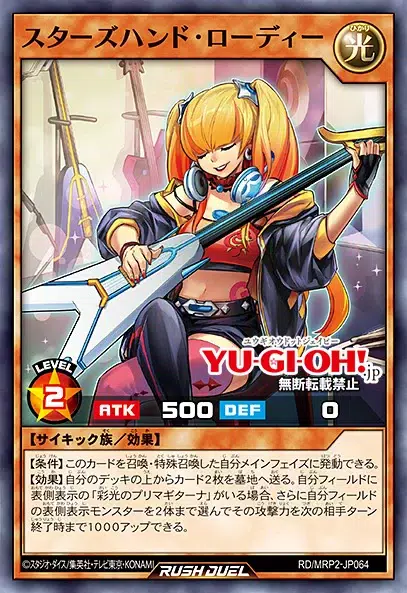 スターズハンド・ローディー
ひかり
光
ユウギオウドットジェイピー
YU-GI-OH!.jp
無断転載禁止
LEVEL
2
ATK 500 DEF 0
【サイキック族／効果】
【条件】このカードを召喚・特殊召喚した自分メインフェイズに発動できる。
【効果】自分のデッキの上からカード2枚を墓地へ送る。自分フィールドに
表側表示の「彩光のプリマギターナ」がいる場合、さらに自分フィールド
の表側表示モンスターを2体まで選んでその攻撃力を次の相手ターン
終了時まで1000アップできる。
©スタジオ・ダイス/集英社・テレビ東京・KONAMI
RUSH DUEL
RD/MRP2-JP064